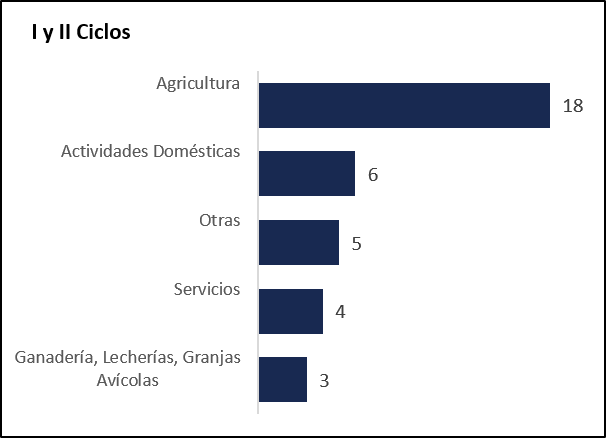 I y II Ciclos
Agricultura
18
Actividades Domésticas
6
Otras
5
Servicios
4
Ganadería, Lecherías, Granjas
Avícolas
3